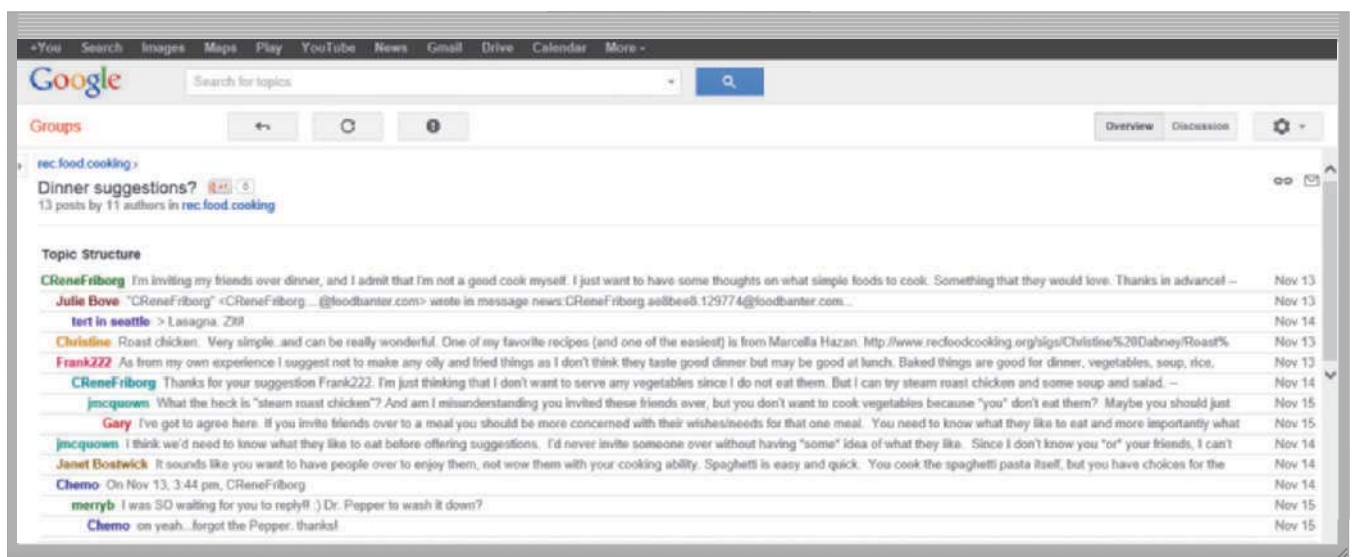 +You Search Images Maps Play YouTube News Gmail Drive Calendar More
Google Search for topics
Groups Overview Discussion
rec.food.cooking ›
Dinner suggestions? +1 0
13 posts by 11 authors in rec.food.cooking
Topic Structure
CReneFriborg I'm inviting my friends over dinner, and I admit that I'm not a good cook myself. I just want to have some thoughts on what simple foods to cook. Something that they would love. Thanks in advance! -- Nov 13
Julie Bove "CReneFriborg" <CReneFriborg....@foodbanter.com> wrote in message news:CReneFriborg.ae8bee8.129774@foodbanter.com... Nov 13
tert in seattle > Lasagna. Ziti! Nov 14
Christine Roast chicken. Very simple..and can be really wonderful. One of my favorite recipes (and one of the easiest) is from Marcella Hazan. http://www.recfoodcooking.org/sigs/Christine%20Dabney/Roast% Nov 13
Frank222 As from my own experience I suggest not to make any oily and fried things as I don't think they taste good dinner but may be good at lunch. Baked things are good for dinner, vegetables, soup, rice, Nov 13
CReneFriborg Thanks for your suggestion Frank222. I'm just thinking that I don't want to serve any vegetables since I do not eat them. But I can try steam roast chicken and some soup and salad. -- Nov 14
jmcquown What the heck is "steam roast chicken"? And am I misunderstanding you invited these friends over, but you don't want to cook vegetables because "you" don't eat them? Maybe you should just Nov 15
Gary I've got to agree here. If you invite friends over to a meal you should be more concerned with their wishes/needs for that one meal. You need to know what they like to eat and more importantly what Nov 15
jmcquown I think we'd need to know what they like to eat before offering suggestions. I'd never invite someone over without having "some" idea of what they like. Since I don't know you "or" your friends, I can't Nov 14
Janet Bostwick It sounds like you want to have people over to enjoy them, not wow them with your cooking ability. Spaghetti is easy and quick. You cook the spaghetti pasta itself, but you have choices for the Nov 14
Chemo On Nov 13, 3:44 pm, CReneFriborg Nov 14
merryb I was SO waiting for you to reply!! :) Dr. Pepper to wash it down? Nov 15
Chemo on yeah...forgot the Pepper. thanks! Nov 15